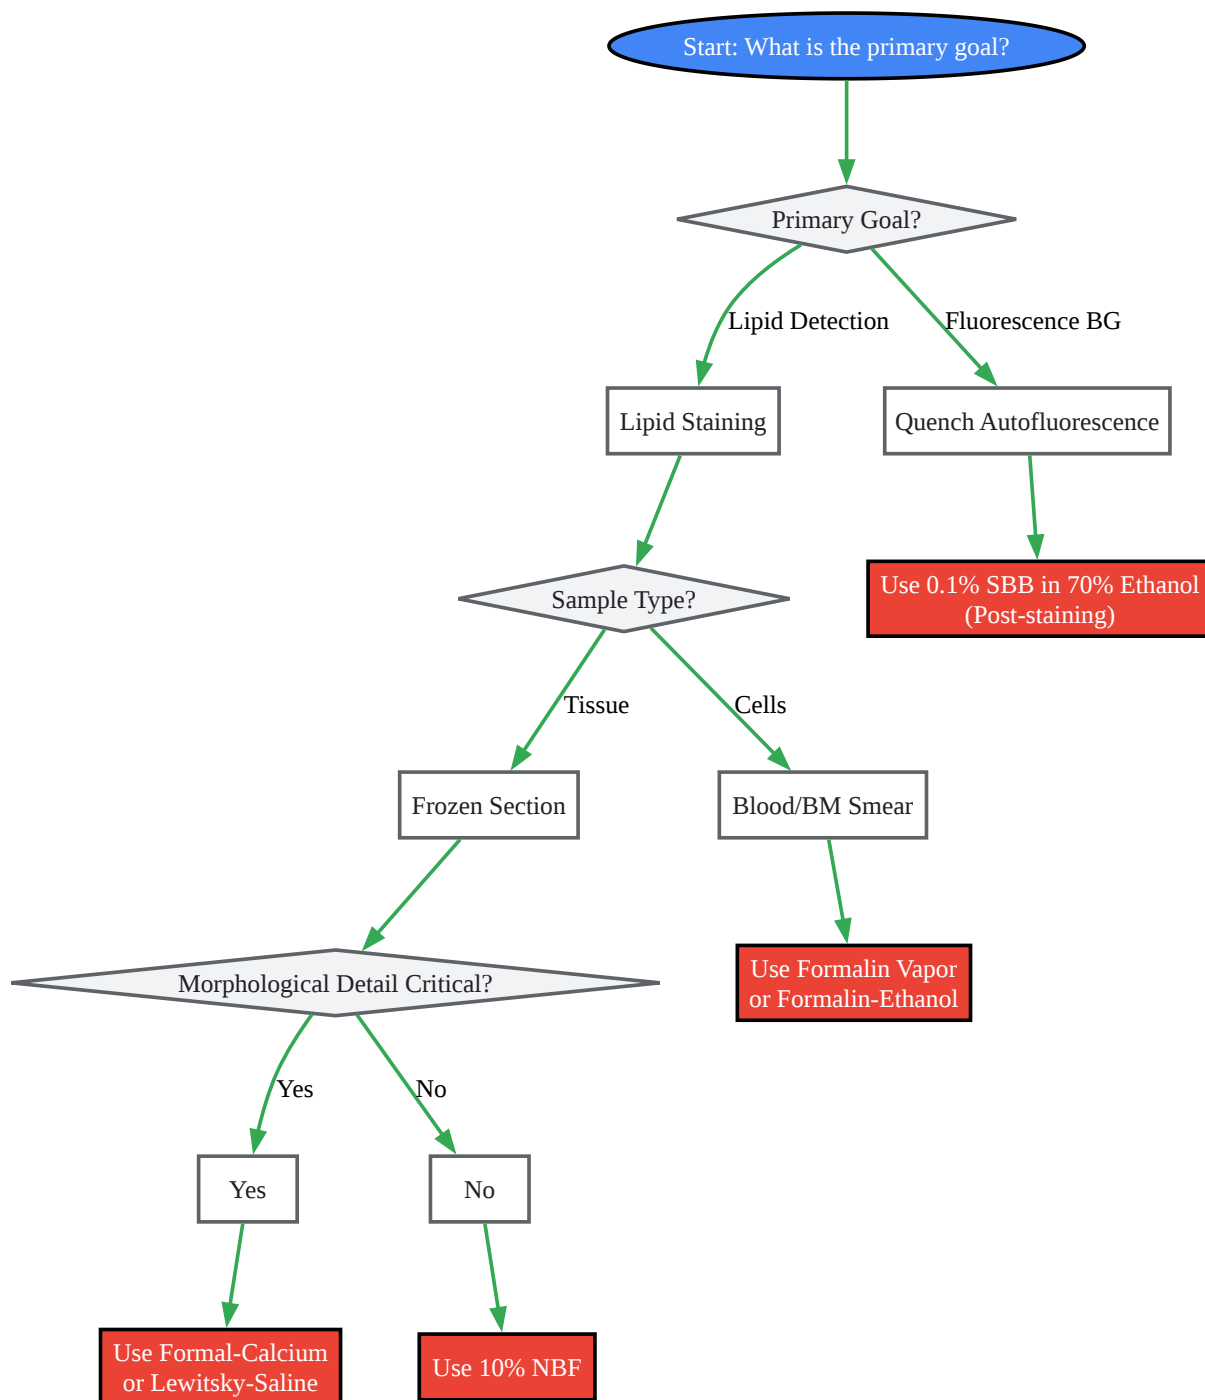 Start: What is the primary goal?
Primary Goal?
Lipid Detection
Fluorescence BG
Lipid Staining
Quench Autofluorescence
Use 0.1% SBB in 70% Ethanol
(Post-staining)
Sample Type?
Tissue
Cells
Frozen Section
Blood/BM Smear
Use Formalin Vapor
or Formalin-Ethanol
Morphological Detail Critical?
Yes
No
Yes
No
Use Formal-Calcium
or Lewitsky-Saline
Use 10% NBF